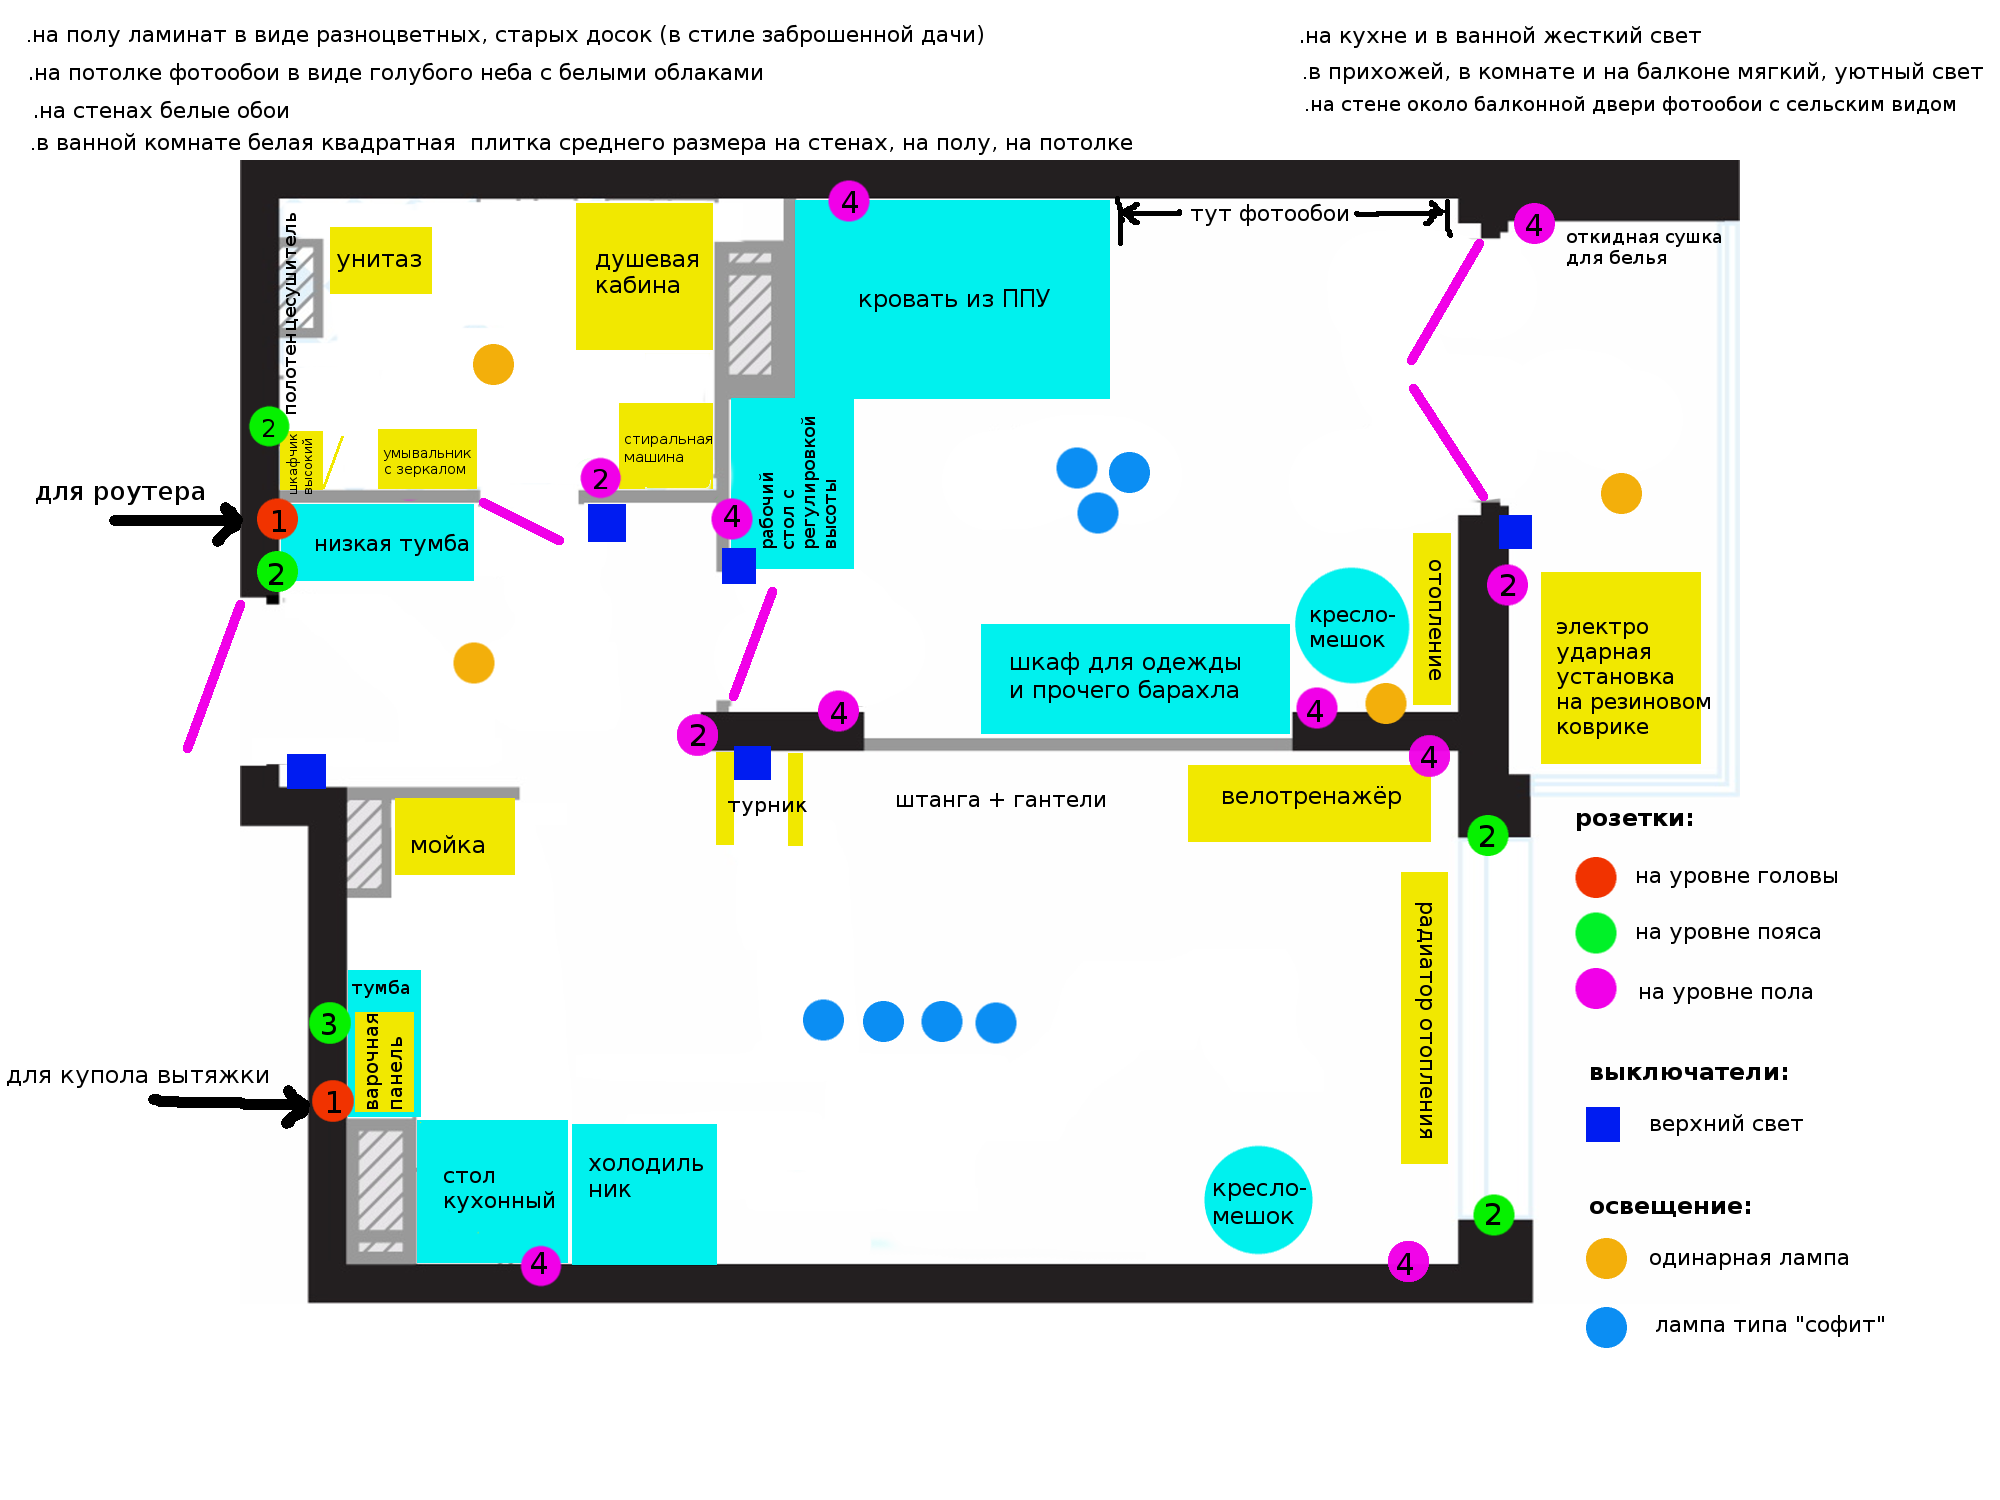 .на полу ламинат в виде разноцветных, старых досок (в стиле заброшенной дачи)
.на потолке фотообои в виде голубого неба с белыми облаками
.на стенах белые обои
.в ванной комнате белая квадратная  плитка среднего размера на стенах, на полу, на потолке
.на кухне и в ванной жесткий свет
.в прихожей, в комнате и на балконе мягкий, уютный свет
.на стене около балконной двери фотообои с сельским видом
4
тут фотообои
4
откидная сушка
для белья
полотенцесушитель
унитаз
душевая
кабина
кровать из ППУ
2
шкафчик
высокий
умывальник
с зеркалом
стиральная
машина
2
рабочий
стол с
регулировкой
высоты
для роутера
1
4
низкая тумба
2
отопление
2
кресло-
мешок
электро
ударная
установка
на резиновом
коврике
шкаф для одежды
и прочего барахла
4
4
2
4
турник
штанга + гантели
велотренажёр
2
мойка
розетки:
на уровне головы
на уровне пояса
на уровне пола
радиатор отопления
тумба
3
варочная
панель
для купола вытяжки
1
выключатели:
верхний свет
стол
кухонный
холодиль
ник
кресло-
мешок
2
4
4
освещение:
одинарная лампа
лампа типа "софит"